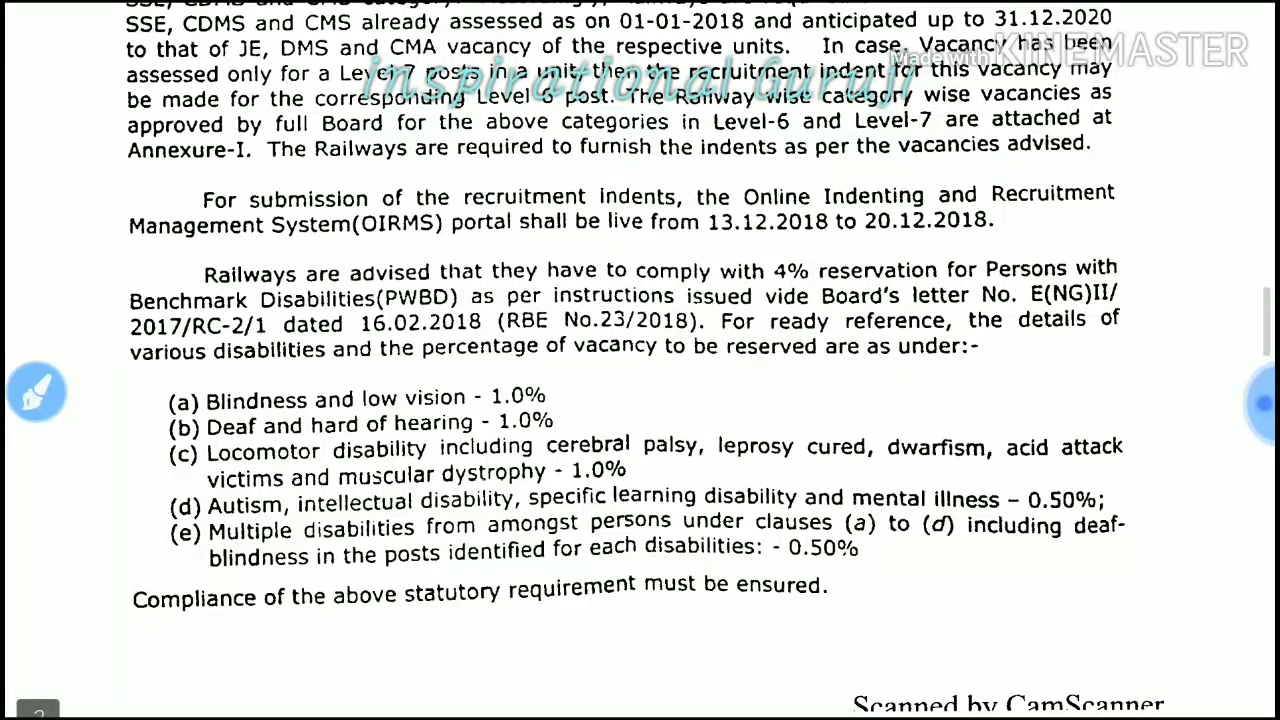 SSE, CDMS and CMS already assessed as on 01-01-2018 and anticipated up to 31.12.2020
to that of JE, DMS and CMA vacancy of the respective units. In case, Vacancy has been
Made with KINEMASTER
assessed only for a Level-7 posts in a unit, then the recruitment indent for this vacancy may
inspirational Guruji
be made for the corresponding Level 6 post. The Railway wise category wise vacancies as
approved by full Board for the above categories in Level-6 and Level-7 are attached at
Annexure-I. The Railways are required to furnish the indents as per the vacancies advised.
For submission of the recruitment indents, the Online Indenting and Recruitment
Management System(OIRMS) portal shall be live from 13.12.2018 to 20.12.2018.
Railways are advised that they have to comply with 4% reservation for Persons with
Benchmark Disabilities(PWBD) as per instructions issued vide Board's letter No. E(NG)II/
2017/RC-2/1 dated 16.02.2018 (RBE No.23/2018). For ready reference, the details of
various disabilities and the percentage of vacancy to be reserved are as under:-
(a) Blindness and low vision - 1.0%
(b) Deaf and hard of hearing - 1.0%
(c) Locomotor disability including cerebral palsy, leprosy cured, dwarfism, acid attack
victims and muscular dystrophy - 1.0%
(d) Autism, intellectual disability, specific learning disability and mental illness – 0.50%;
(e) Multiple disabilities from amongst persons under clauses (a) to (d) including deaf-
blindness in the posts identified for each disabilities: - 0.50%
Compliance of the above statutory requirement must be ensured.
Scanned by CamScanner